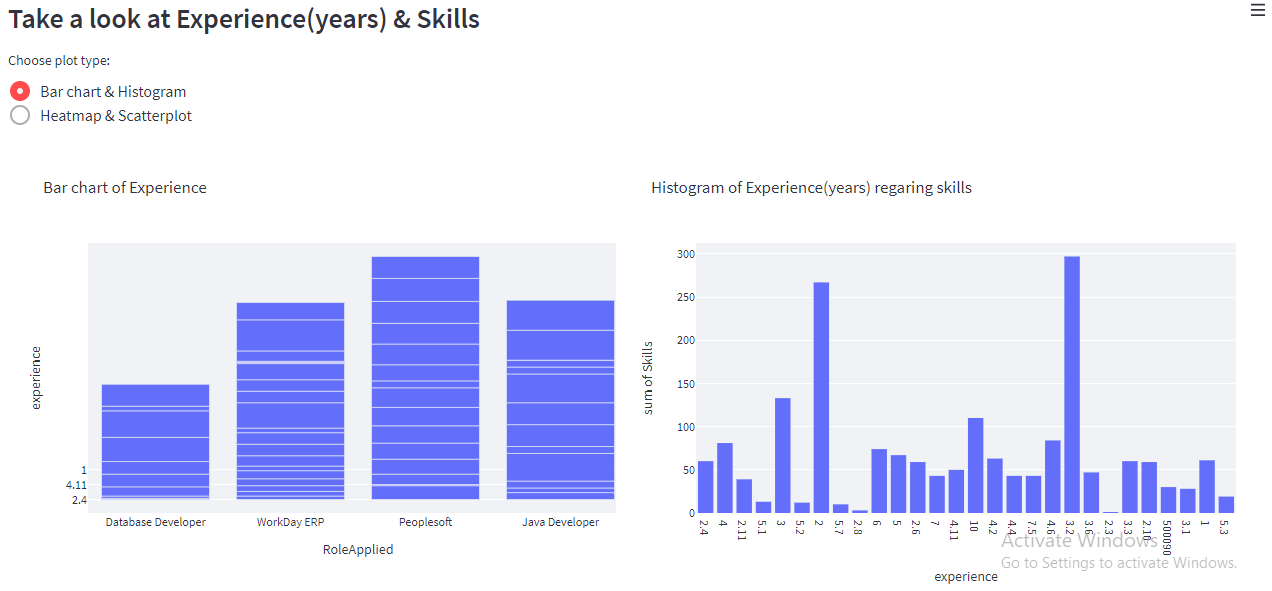 Take a look at Experience(years) & Skills
Choose plot type:
Bar chart & Histogram
Heatmap & Scatterplot
Bar chart of Experience
experience
1
4.11
2.4
Database Developer
WorkDay ERP
Peoplesoft
Java Developer
RoleApplied
Histogram of Experience(years) regaring skills
sum of Skills
300
250
200
150
100
50
0
2.4
4
2.11
5.1
3
5.2
2
5.7
2.8
6
5
2.6
7
4.11
10
4.2
4.4
7.5
4.6
3.2
3.6
2.3
3.3
2.10
500090
3.1
1
5.3
experience
Activate Windows
Go to Settings to activate Windows.